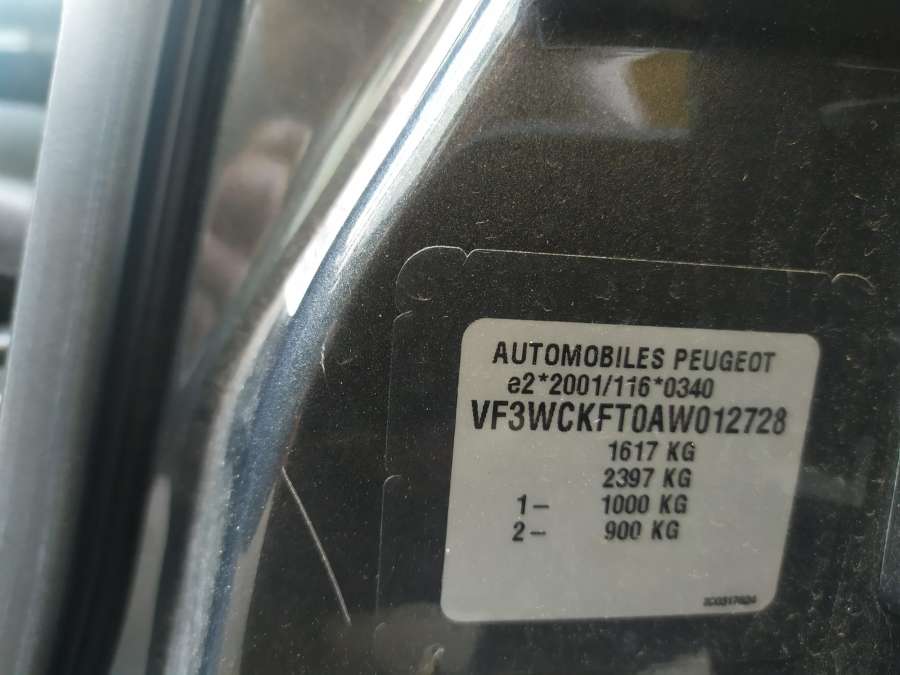 AUTOMOBILES PEUGEOT
e2*2001/116*0340
VF3WCKFT0AW012728
1617 KG
2397 KG
1- 1000 KG
2- 900 KG